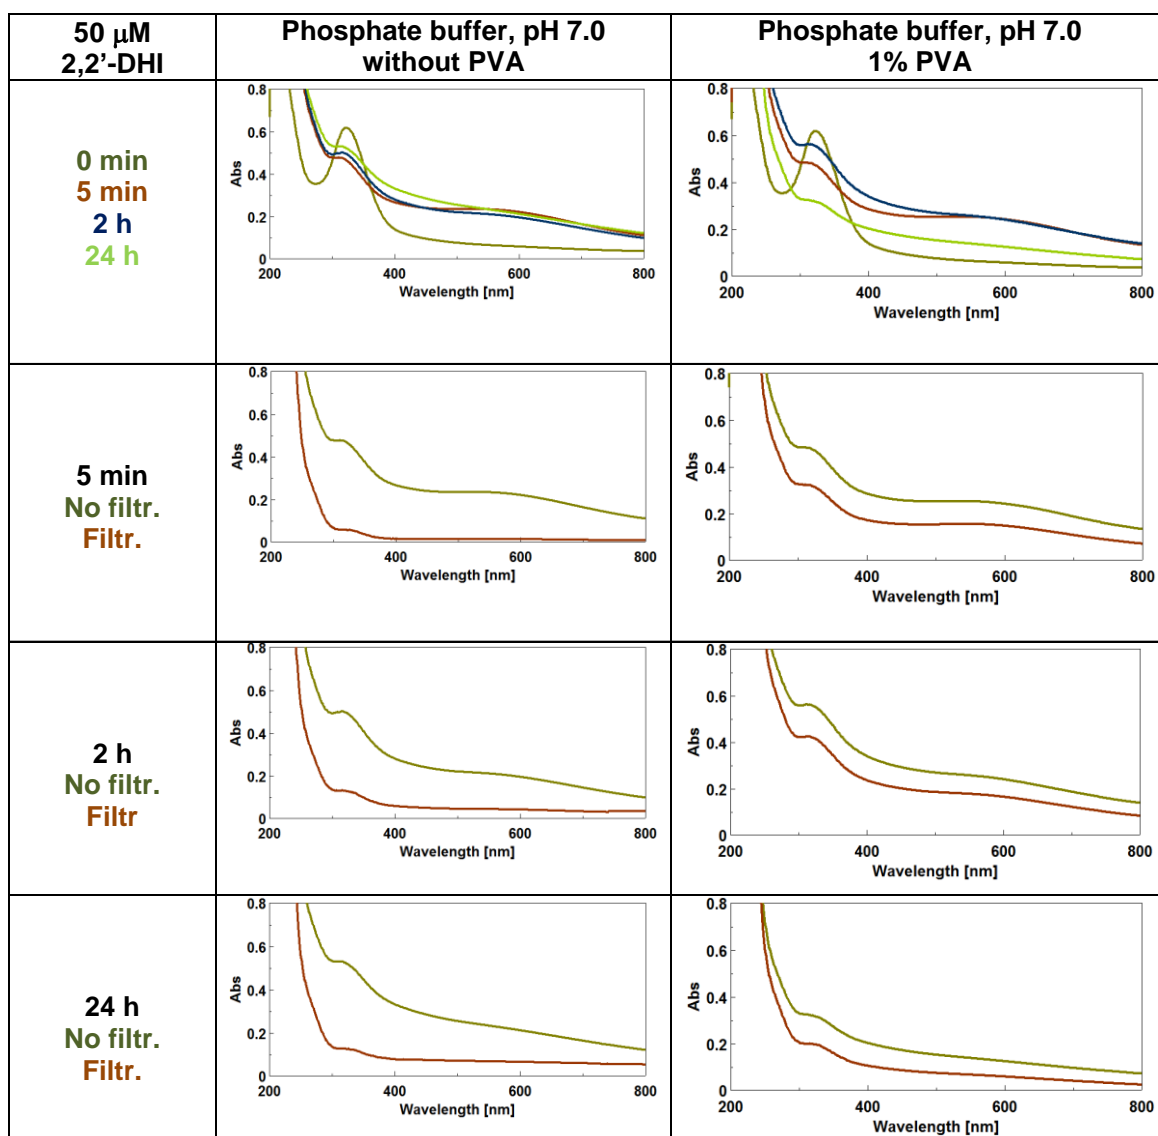 50 μM
2,2'-DHI
Phosphate buffer, pH 7.0
without PVA
Phosphate buffer, pH 7.0
1% PVA
0 min
5 min
2 h
24 h
0.8
0.6
0.4
0.2
0
Abs
200
400
600
800
Wavelength [nm]
0.8
0.6
0.4
0.2
0
Abs
200
400
600
800
Wavelength [nm]
5 min
No filtr.
Filtr.
0.8
0.6
0.4
0.2
0
Abs
200
400
600
800
Wavelength [nm]
0.8
0.6
0.4
0.2
0
Abs
200
400
600
800
Wavelength [nm]
2 h
No filtr.
Filtr
0.8
0.6
0.4
0.2
0
Abs
200
400
600
800
Wavelength [nm]
0.8
0.6
0.4
0.2
0
Abs
200
400
600
800
Wavelength [nm]
24 h
No filtr.
Filtr.
0.8
0.6
0.4
0.2
0
Abs
200
400
600
800
Wavelength [nm]
0.8
0.6
0.4
0.2
0
Abs
200
400
600
800
Wavelength [nm]